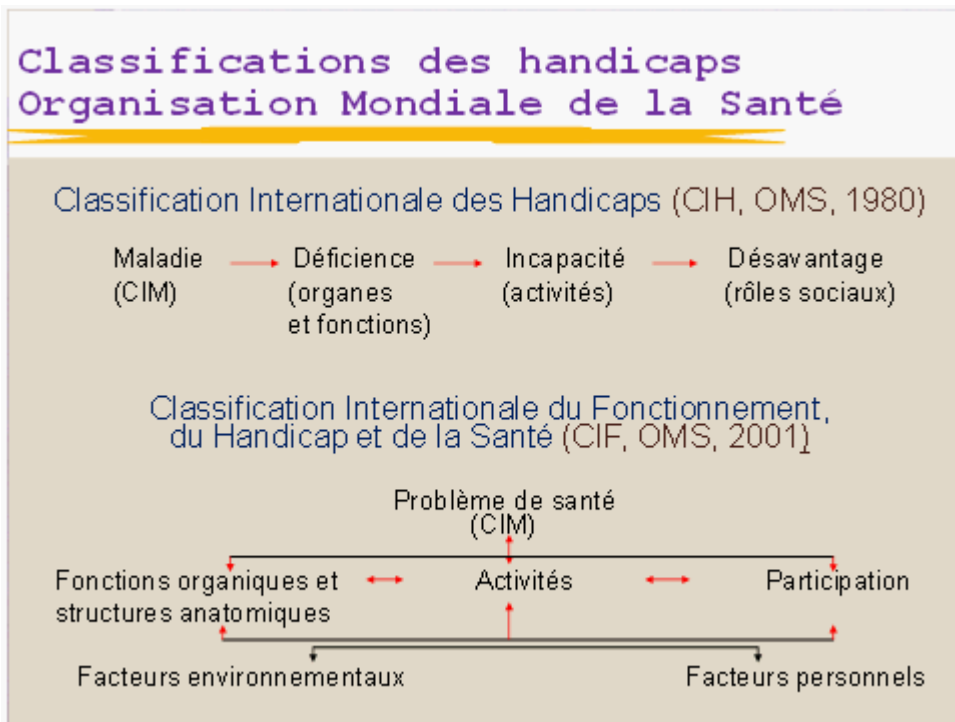 Classifications des handicaps
Organisation Mondiale de la Santé
Classification Internationale des Handicaps (CIH, OMS, 1980)
Maladie Déficience Incapacité Désavantage
(CIM) (organes (activités) (rôles sociaux)
et fonctions)
Classification Internationale du Fonctionnement,
du Handicap et de la Santé (CIF, OMS, 2001)
Problème de santé
(CIM)
Fonctions organiques et Activités Participation
structures anatomiques
Facteurs environnementaux Facteurs personnels